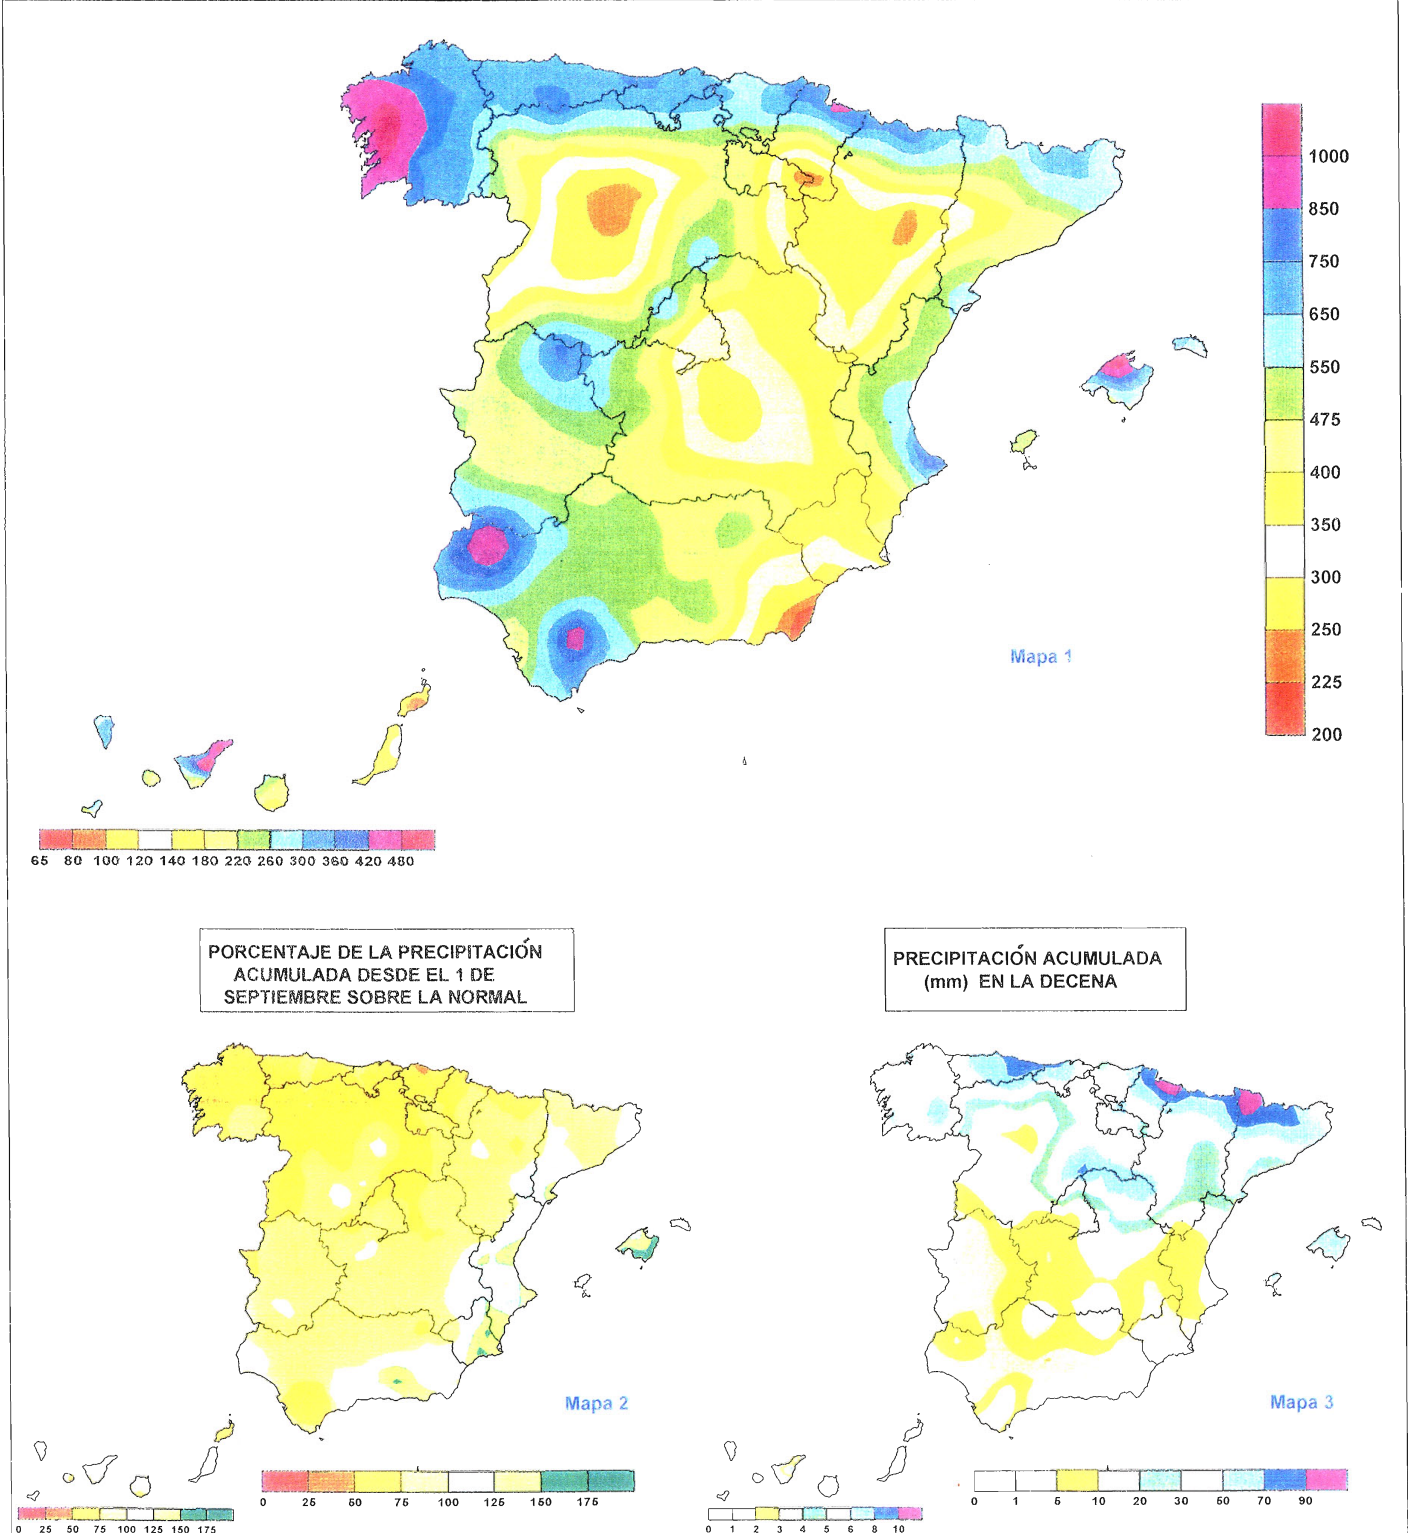 1000
850
750
650
550
475
400
350
300
250
225
200
Mapa 1
65 80 100 120 140 180 220 260 300 360 420 480
PORCENTAJE DE LA PRECIPITACIÓN
ACUMULADA DESDE EL 1 DE
SEPTIEMBRE SOBRE LA NORMAL
PRECIPITACIÓN ACUMULADA
(mm) EN LA DECENA
Mapa 2
0 25 50 75 100 125 150 175
0 25 50 75 100 125 150 175
Mapa 3
0 1 5 10 20 30 50 70 90
0 1 2 3 4 5 6 8 10